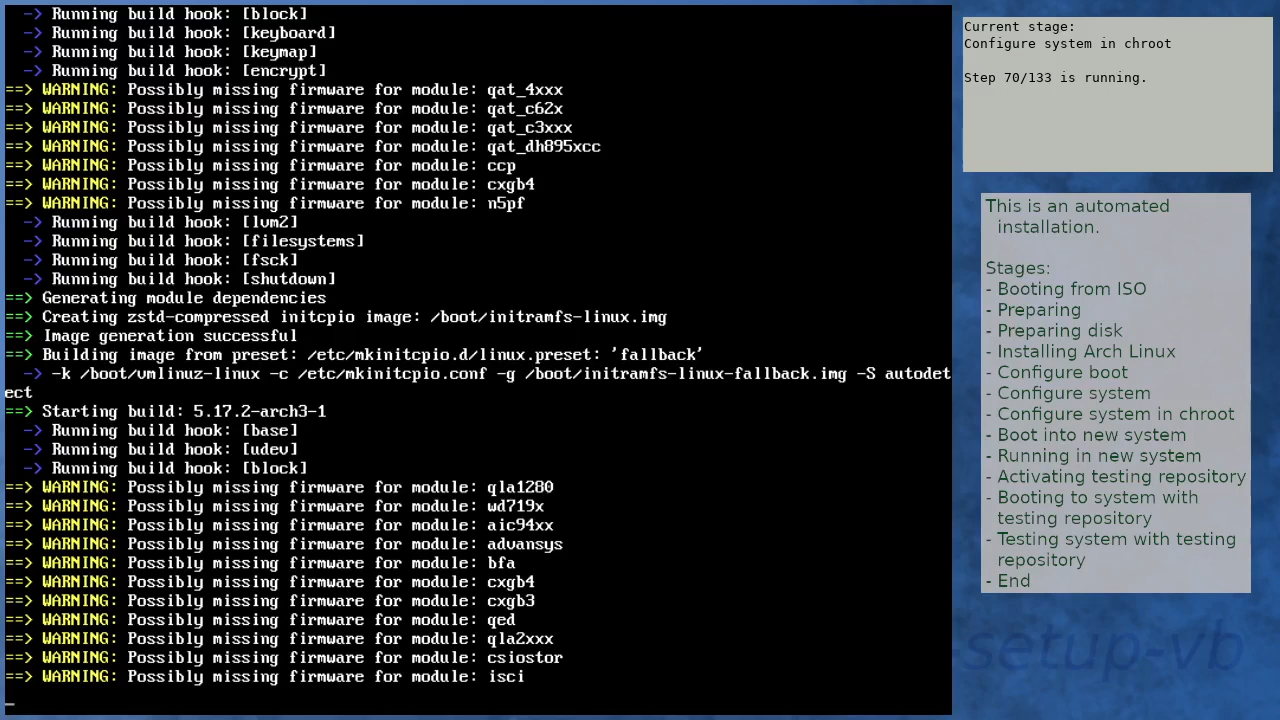 -> Running build hook: [block]
-> Running build hook: [keyboard]
-> Running build hook: [keymap]
-> Running build hook: [encrypt]
==> WARNING: Possibly missing firmware for module: qat_4xxx
==> WARNING: Possibly missing firmware for module: qat_c62x
==> WARNING: Possibly missing firmware for module: qat_c3xxx
==> WARNING: Possibly missing firmware for module: qat_dh895xcc
==> WARNING: Possibly missing firmware for module: ccp
==> WARNING: Possibly missing firmware for module: cxgb4
==> WARNING: Possibly missing firmware for module: n5pf
-> Running build hook: [lvm2]
-> Running build hook: [filesystems]
-> Running build hook: [fsck]
-> Running build hook: [shutdown]
==> Generating module dependencies
==> Creating zstd-compressed initcpio image: /boot/initramfs-linux.img
==> Image generation successful
==> Building image from preset: /etc/mkinitcpio.d/linux.preset: 'fallback'
-> -k /boot/vmlinuz-linux -c /etc/mkinitcpio.conf -g /boot/initramfs-linux-fallback.img -S autodet
ect
==> Starting build: 5.17.2-arch3-1
-> Running build hook: [base]
-> Running build hook: [udev]
-> Running build hook: [block]
==> WARNING: Possibly missing firmware for module: qla1280
==> WARNING: Possibly missing firmware for module: wd719x
==> WARNING: Possibly missing firmware for module: aic94xx
==> WARNING: Possibly missing firmware for module: advansys
==> WARNING: Possibly missing firmware for module: bfa
==> WARNING: Possibly missing firmware for module: cxgb4
==> WARNING: Possibly missing firmware for module: cxgb3
==> WARNING: Possibly missing firmware for module: qed
==> WARNING: Possibly missing firmware for module: qla2xxx
==> WARNING: Possibly missing firmware for module: csiostor
==> WARNING: Possibly missing firmware for module: isci
_
Current stage:
Configure system in chroot
Step 70/133 is running.
This is an automated
installation.
Stages:
- Booting from ISO
- Preparing
- Preparing disk
- Installing Arch Linux
- Configure boot
- Configure system
- Configure system in chroot
- Boot into new system
- Running in new system
- Activating testing repository
- Booting to system with
testing repository
- Testing system with testing
repository
- End
-setup-vb